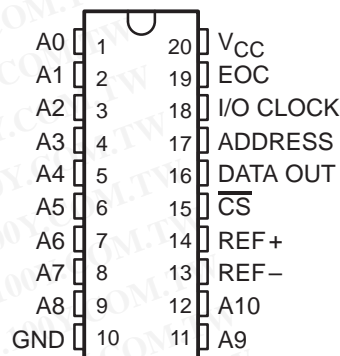 A0 1 20 VCC
A1 2 19 EOC
A2 3 18 I/O CLOCK
A3 4 17 ADDRESS
A4 5 16 DATA OUT
A5 6 15 CS
A6 7 14 REF+
A7 8 13 REF−
A8 9 12 A10
GND 10 11 A9